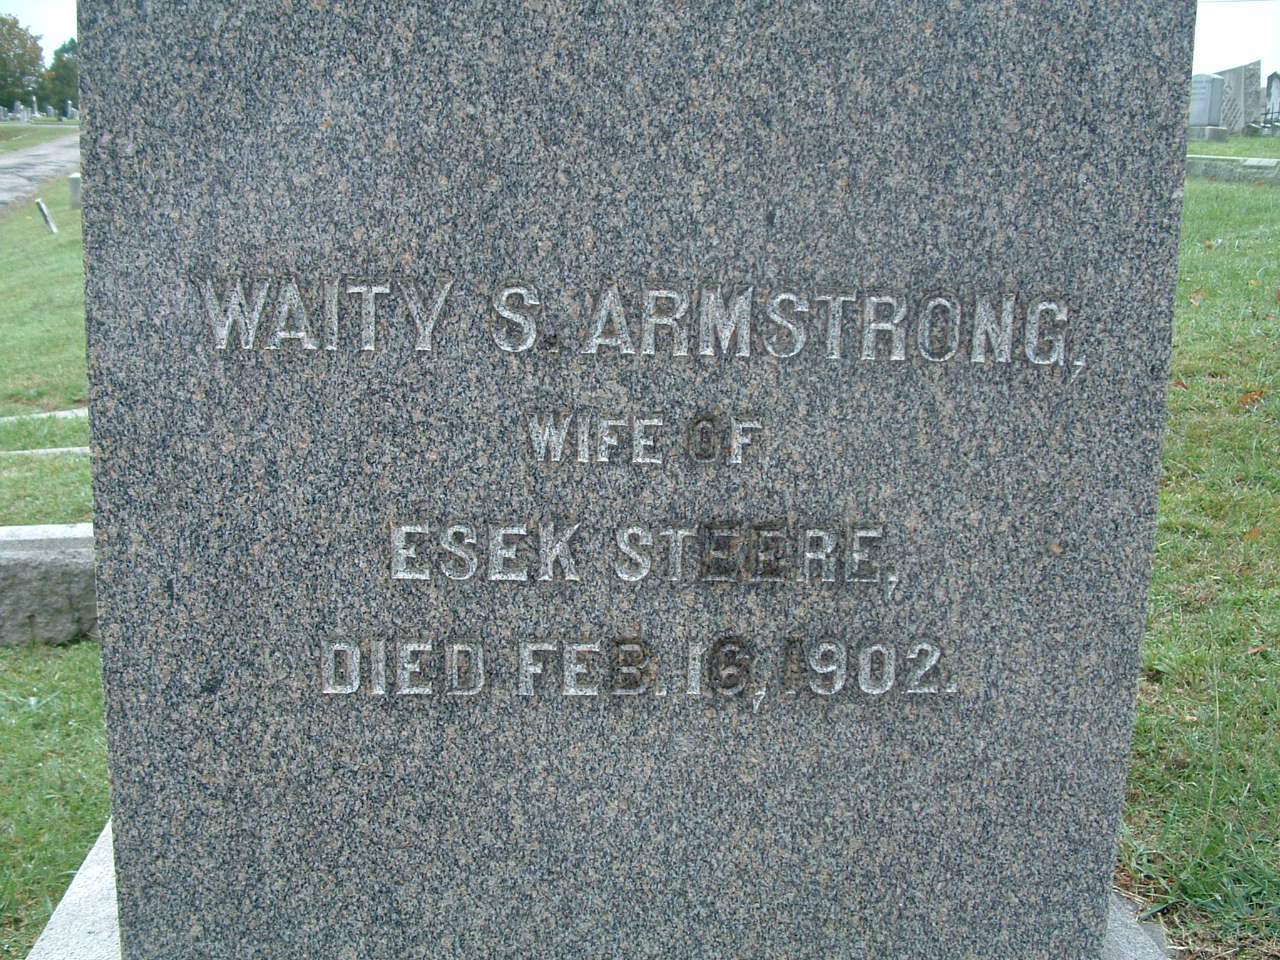 WAITY S. ARMSTRONG,
WIFE OF
ESEK STEERE,
DIED FEB. 16, 1902.